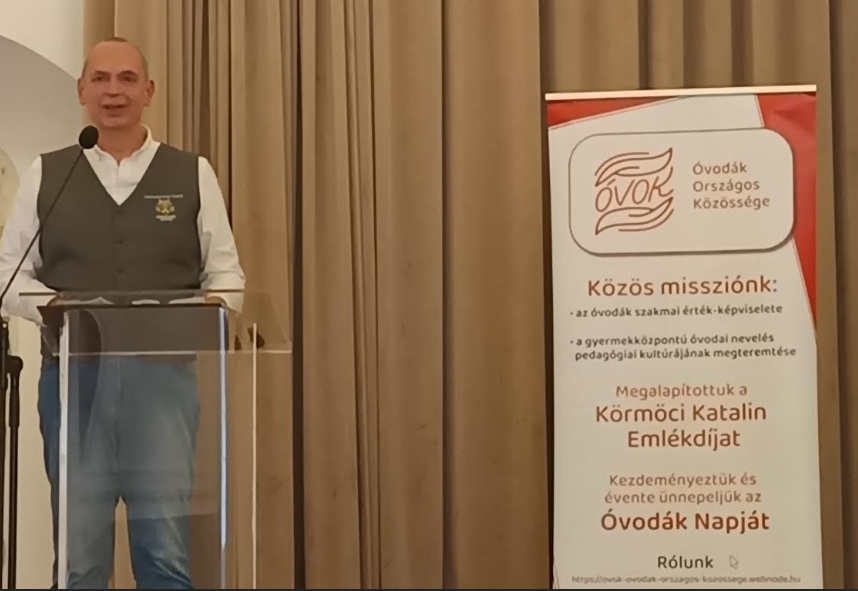 ÓVOK
Óvodák
Országos
Közössége
Közös missziónk:
• az óvodák szakmai érték-képviselete
• a gyermekközpontú óvodai nevelés
pedagógiai kultúrájának megteremtése
Megalapítottuk a
Körmöci Katalin
Emlékdíjat
Kezdeményeztük és
évente ünnepeljük az
Óvodák Napját
Rólunk
https://ovok-ovodak-orszagos-kozossege.webnode.hu